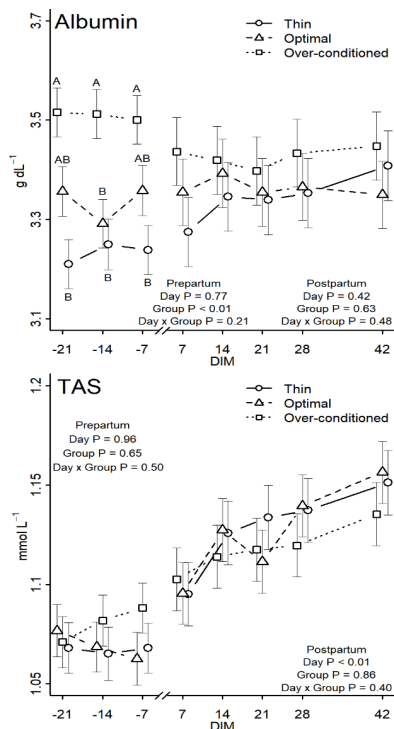 Albumin
Thin
Optimal
Over-conditioned
g dL⁻¹
3.7
3.5
3.3
3.1
A
A
A
AB
B
AB
B
B
B
Prepartum
Day P = 0.77
Group P < 0.01
Day x Group P = 0.21
Postpartum
Day P = 0.42
Group P = 0.63
Day x Group P = 0.48
-21 -14 -7 7 14 21 28 42
DIM
TAS
Thin
Optimal
Over-conditioned
mmol L⁻¹
1.2
1.15
1.1
1.05
Prepartum
Day P = 0.96
Group P = 0.65
Day x Group P = 0.50
Postpartum
Day P < 0.01
Group P = 0.86
Day x Group P = 0.40
-21 -14 -7 7 14 21 28 42
DIM